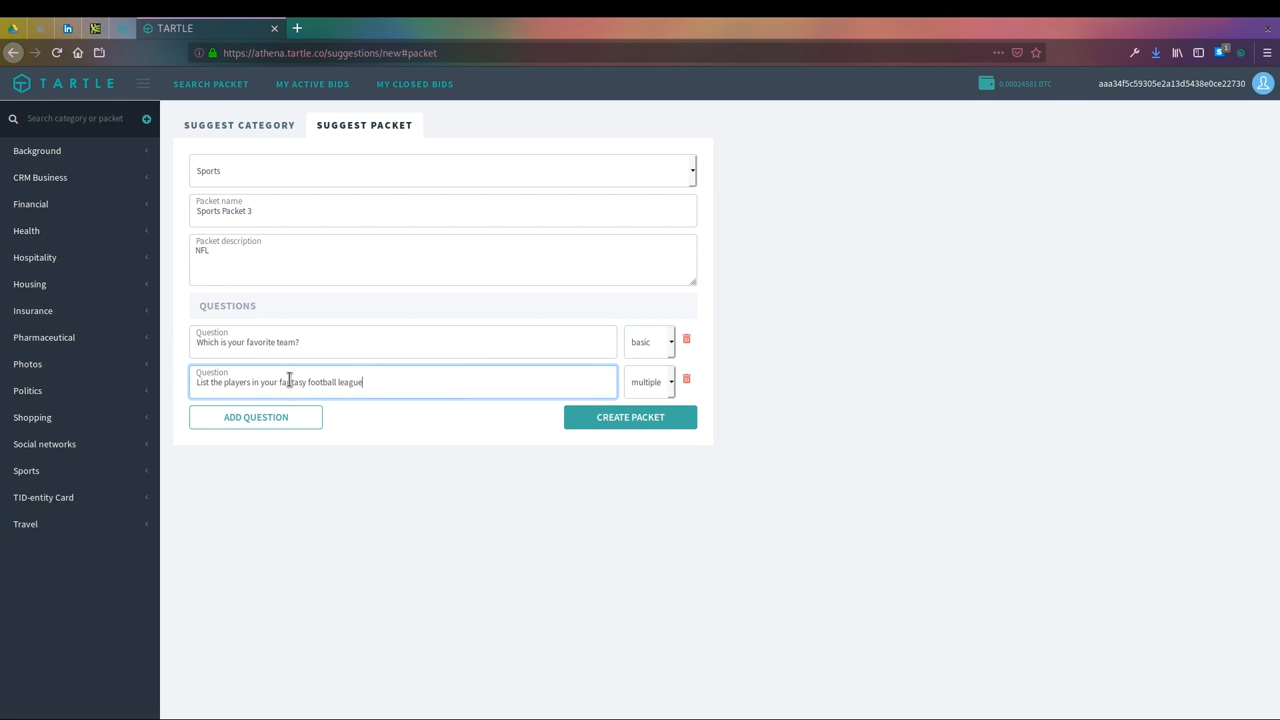 TARTLE
https://athena.tartle.co/suggestions/new#packet
1
TARTLE
SEARCH PACKET
MY ACTIVE BIDS
MY CLOSED BIDS
0.00024581 BTC
aaa34f5c59305e2a13d5438e0ce22730
Search category or packet
Background
CRM Business
Financial
Health
Hospitality
Housing
Insurance
Pharmaceutical
Photos
Politics
Shopping
Social networks
Sports
TID-entity Card
Travel
SUGGEST CATEGORY
SUGGEST PACKET
Sports
Packet name
Sports Packet 3
Packet description
NFL
QUESTIONS
Question
Which is your favorite team?
basic
Question
List the players in your fantasy football league
multiple
ADD QUESTION
CREATE PACKET